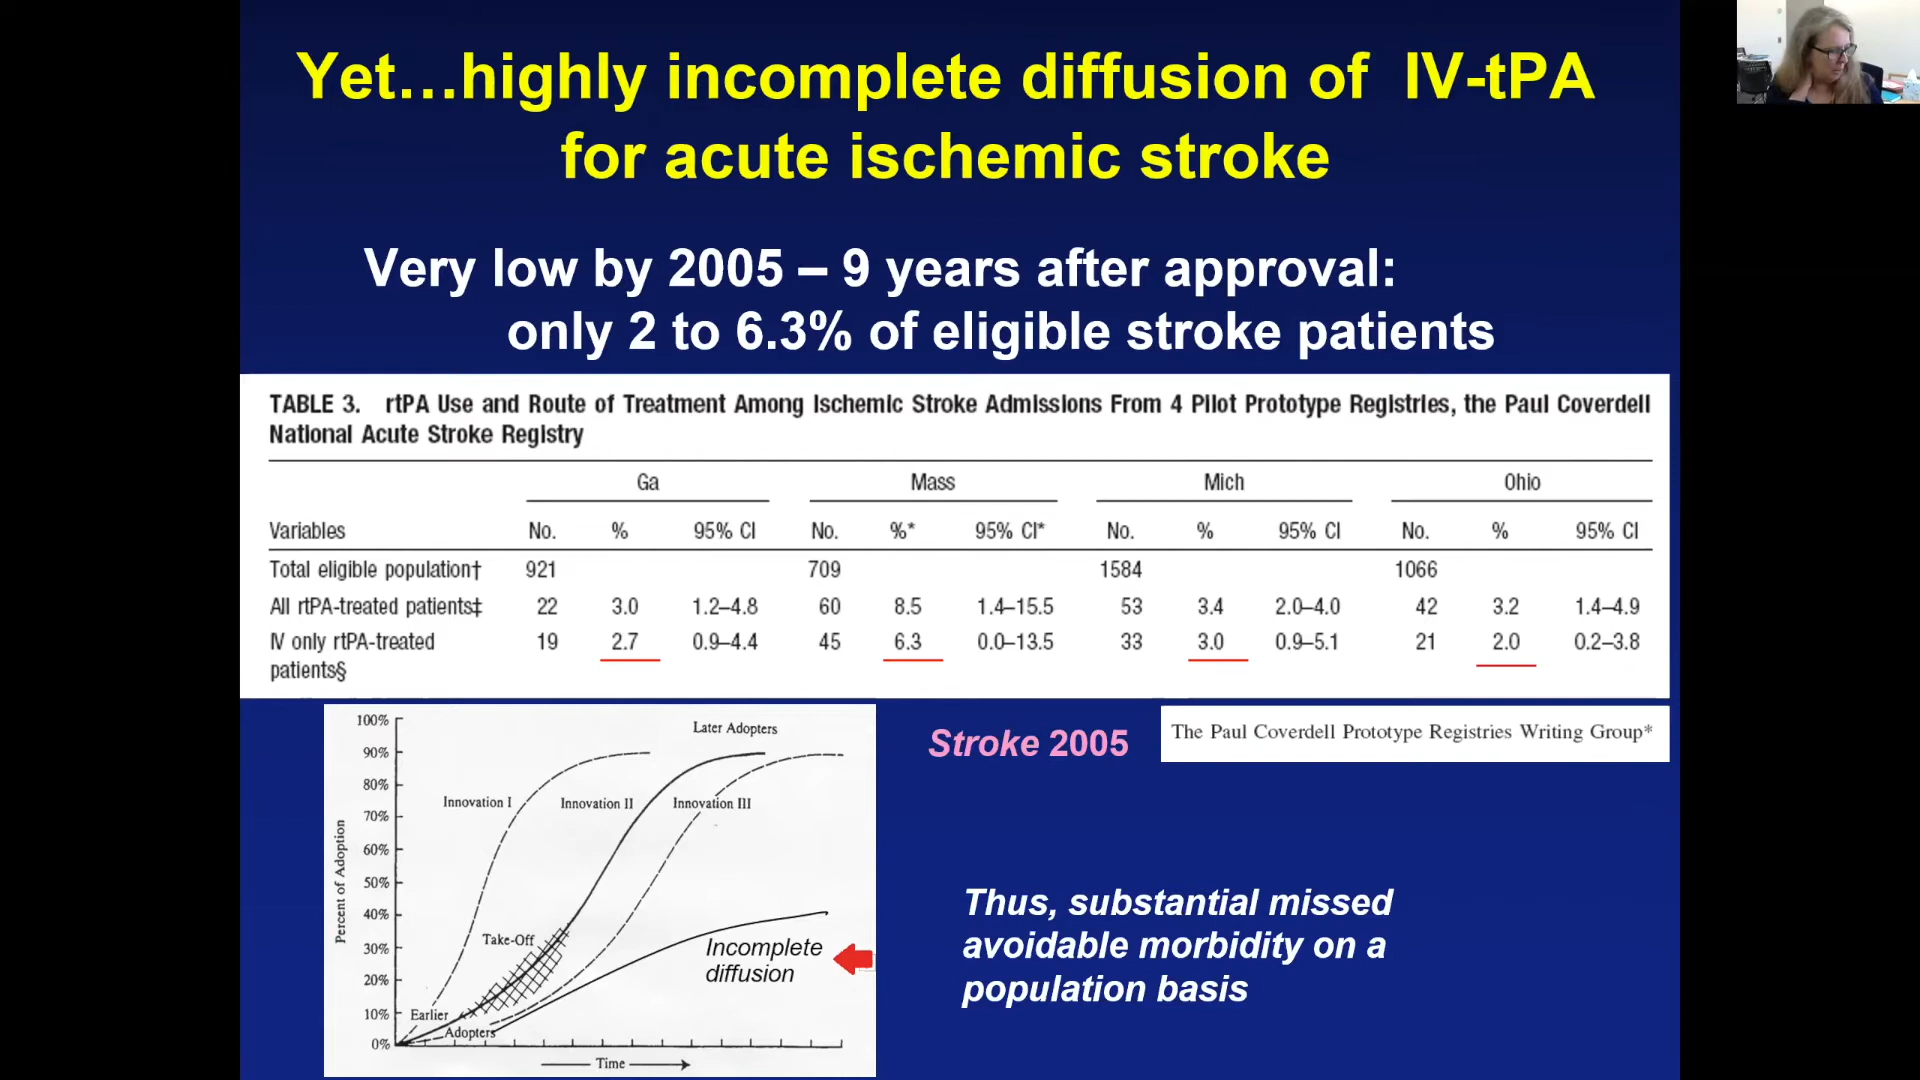 Yet…highly incomplete diffusion of IV-tPA
for acute ischemic stroke
Very low by 2005 – 9 years after approval:
only 2 to 6.3% of eligible stroke patients
TABLE 3. rtPA Use and Route of Treatment Among Ischemic Stroke Admissions From 4 Pilot Prototype Registries, the Paul Coverdell
National Acute Stroke Registry
Ga Mass Mich Ohio
Variables No. % 95% CI No. %* 95% CI* No. % 95% CI No. % 95% CI
Total eligible population† 921 709 1584 1066
All rtPA-treated patients‡ 22 3.0 1.2–4.8 60 8.5 1.4–15.5 53 3.4 2.0–4.0 42 3.2 1.4–4.9
IV only rtPA-treated 19 2.7 0.9–4.4 45 6.3 0.0–13.5 33 3.0 0.9–5.1 21 2.0 0.2–3.8
patients§
Stroke 2005
The Paul Coverdell Prototype Registries Writing Group*
Percent of Adoption
100%
90%
80%
70%
60%
50%
40%
30%
20%
10%
0%
Later Adopters
Innovation I
Innovation II
Innovation III
Take-Off
Incomplete
diffusion
Earlier
Adopters
Time
Thus, substantial missed
avoidable morbidity on a
population basis